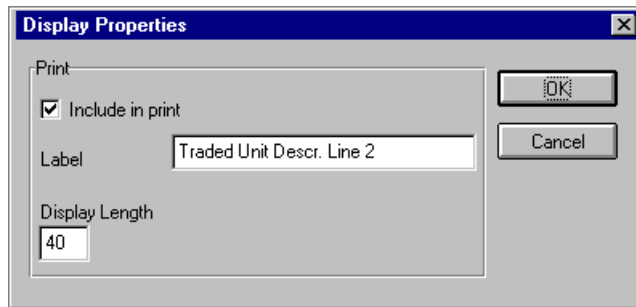 Display Properties
Print
Include in print
OK
Label
Traded Unit Descr. Line 2
Cancel
Display Length
40